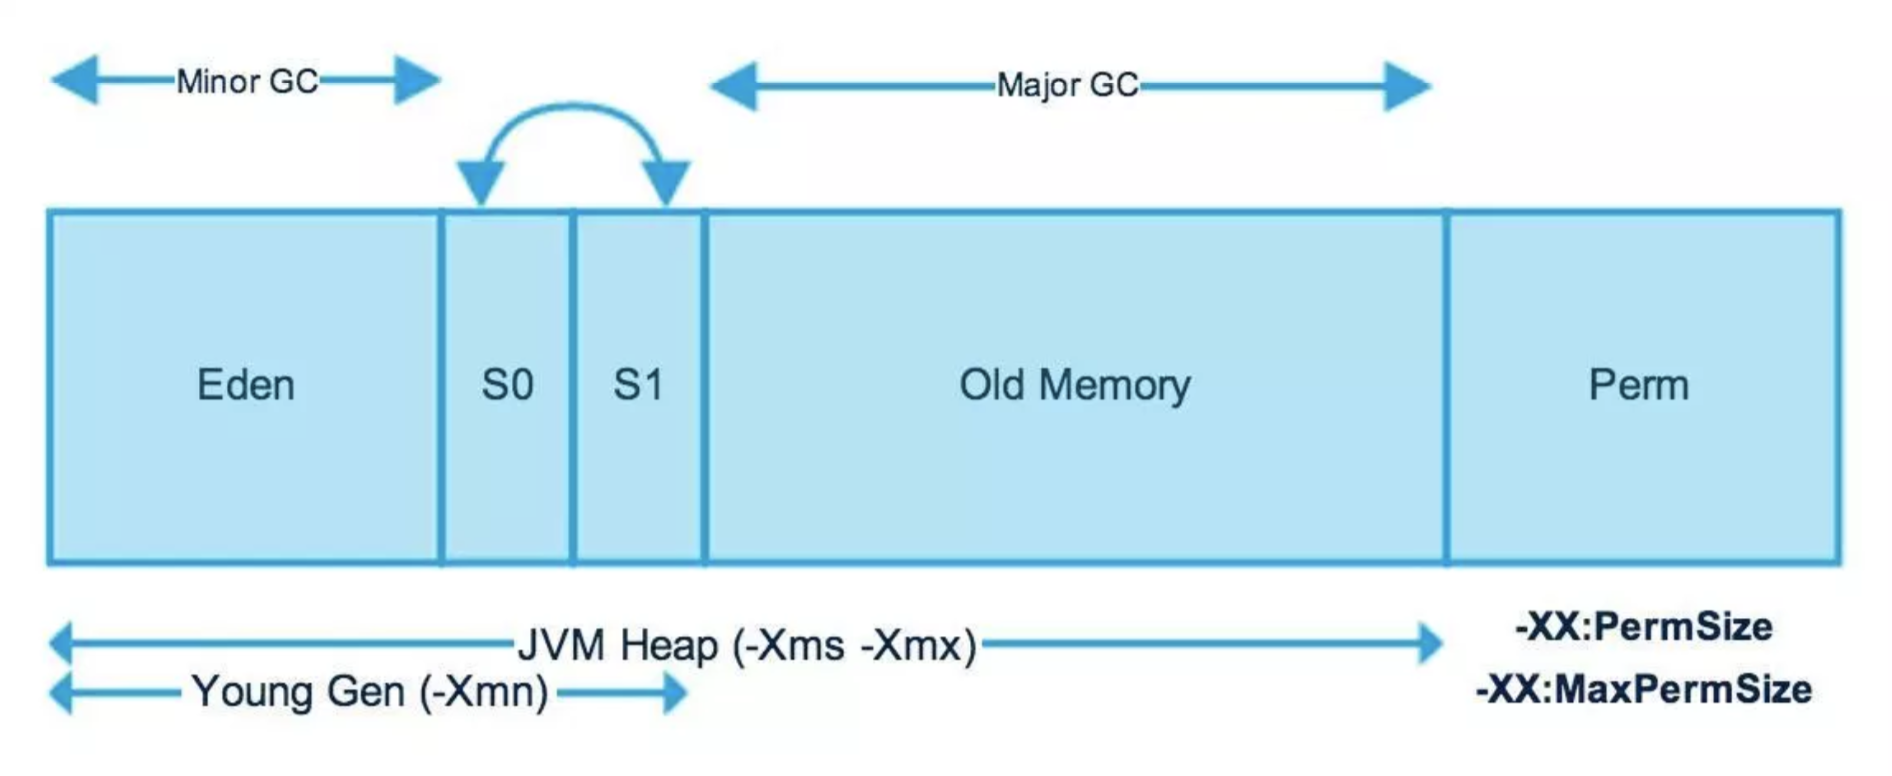 Minor GC
Major GC
Eden
S0
S1
Old Memory
Perm
JVM Heap (-Xms -Xmx)
Young Gen (-Xmn)
-XX:PermSize
-XX:MaxPermSize